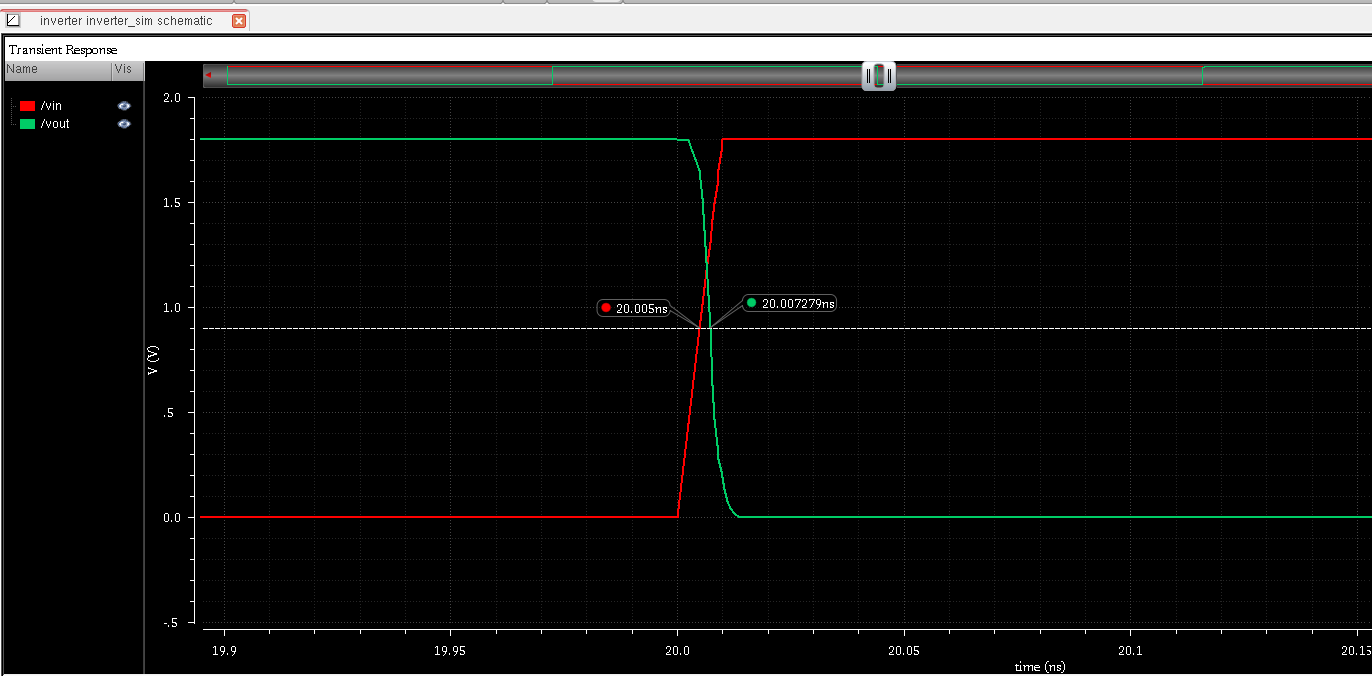 inverter inverter_sim schematic
Transient Response
Name Vis
/vin
/vout
2.0
1.5
1.0
.5
0.0
-.5
V (V)
20.005ns
20.007279ns
19.9 19.95 20.0 20.05 20.1 20.15
time (ns)